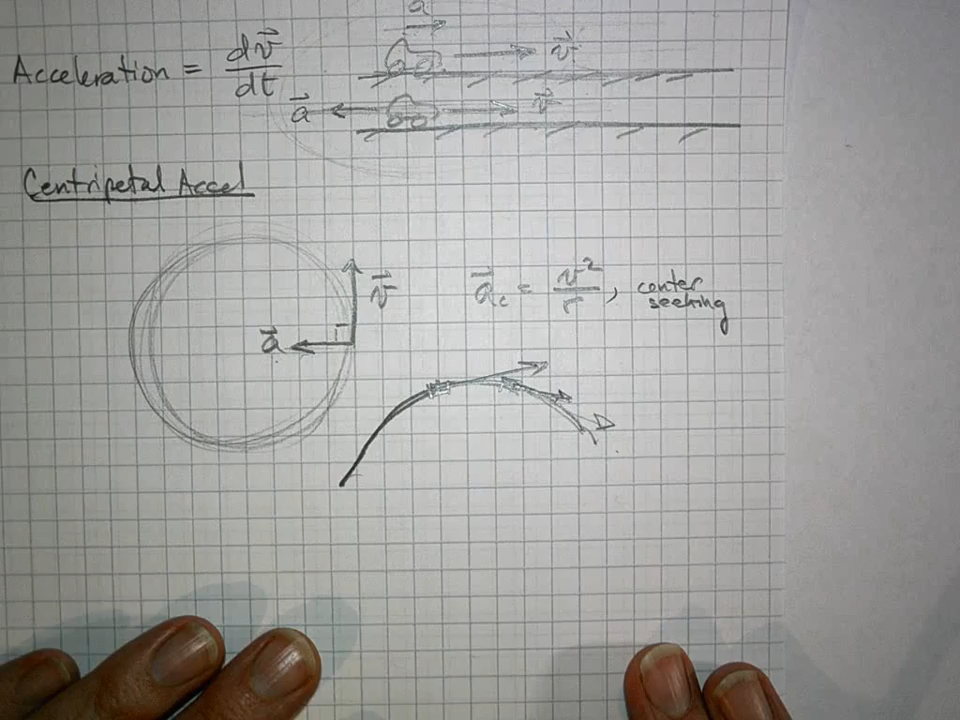 a
Acceleration = dv⃗/dt
v⃗
a⃗
v⃗
Centripetal Accel
v⃗
a⃗
a⃗c = v²/r, center
seeking